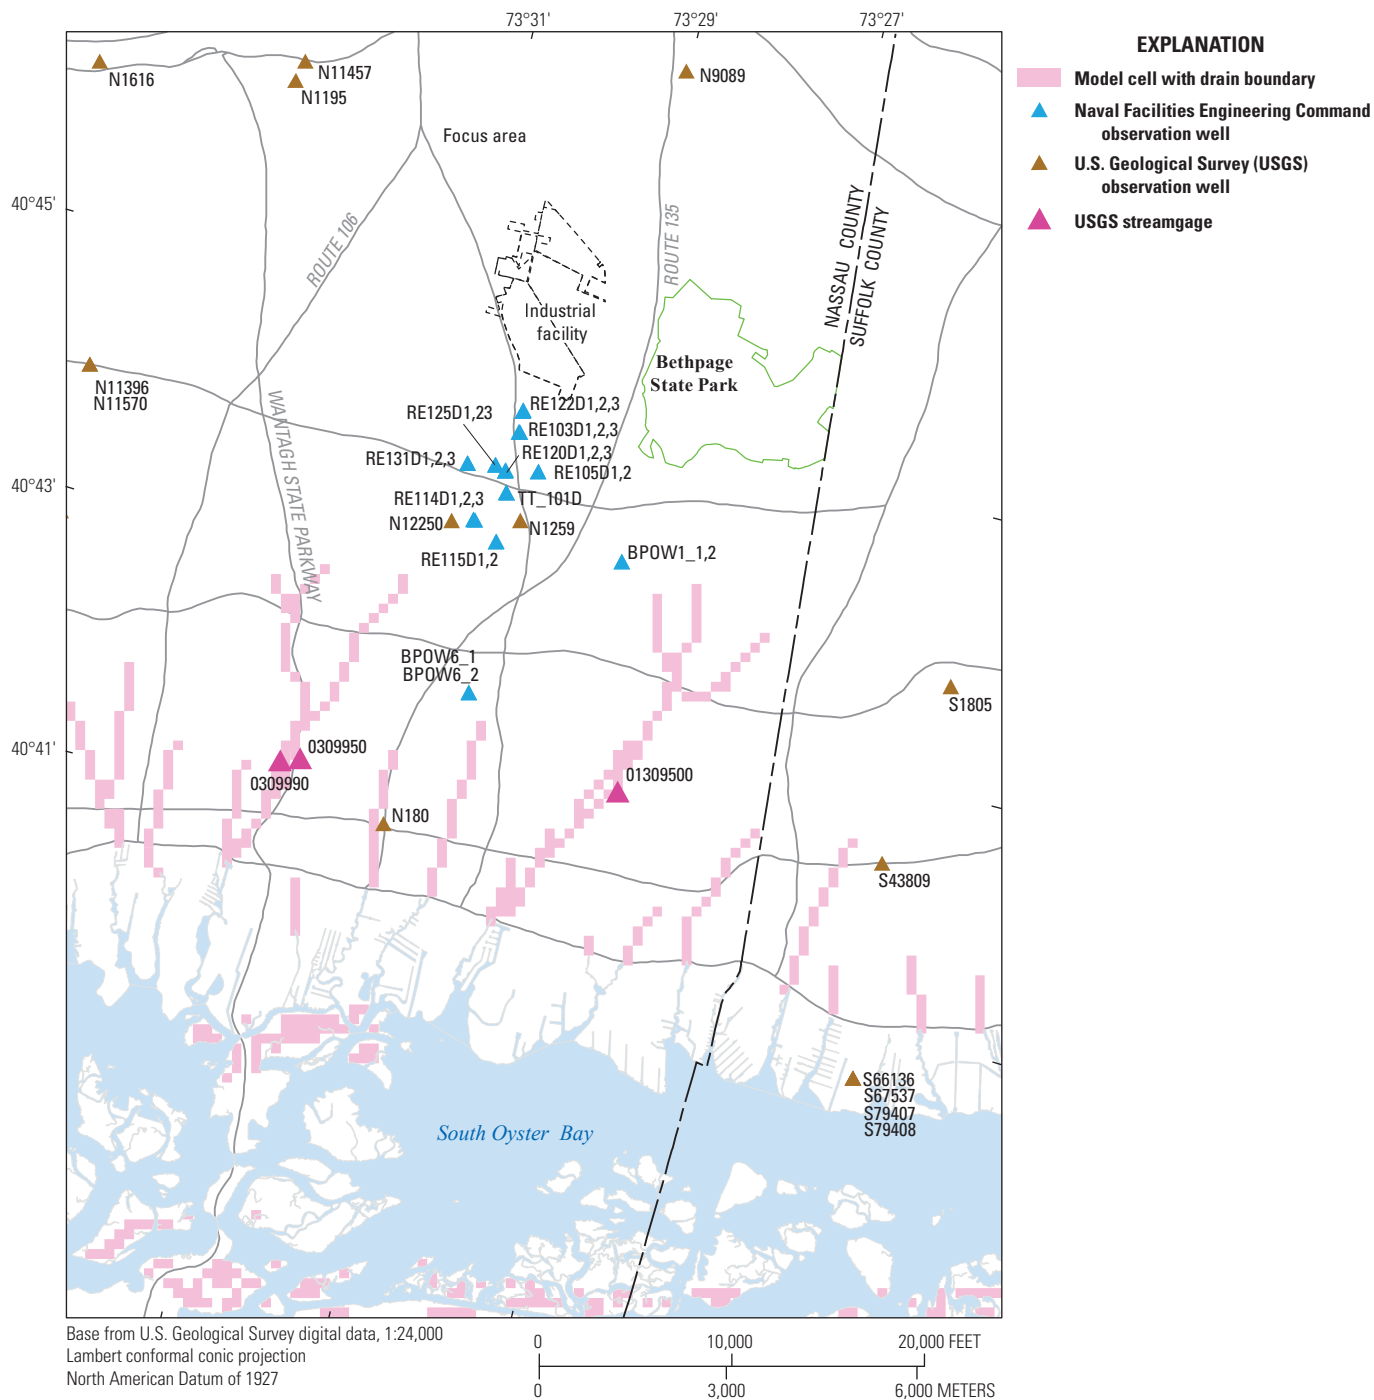 73°31'
73°29'
73°27'
EXPLANATION
Model cell with drain boundary
Naval Facilities Engineering Command
observation well
U.S. Geological Survey (USGS)
observation well
USGS streamgage
N1616
N11457
N1195
N9089
Focus area
40°45'
ROUTE 106
ROUTE 135
NASSAU COUNTY
SUFFOLK COUNTY
Industrial
facility
Bethpage
State Park
N11396
N11570
WANTAGH STATE PARKWAY
RE122D1,2,3
RE125D1,23
RE103D1,2,3
RE120D1,2,3
RE131D1,2,3
RE105D1,2
40°43'
RE114D1,2,3
TT_101D
N12250
N1259
RE115D1,2
BPOW1_1,2
BPOW6_1
BPOW6_2
S1805
40°41'
0309950
0309990
01309500
N180
S43809
S66136
S67537
S79407
S79408
South Oyster Bay
Base from U.S. Geological Survey digital data, 1:24,000
Lambert conformal conic projection
North American Datum of 1927
0 10,000 20,000 FEET
0 3,000 6,000 METERS